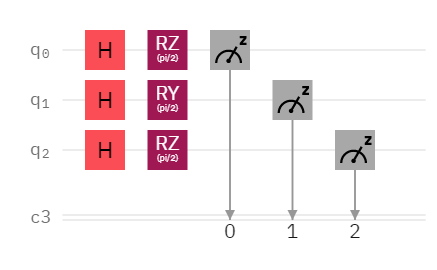 q0 H RZ (pi/2) z
q1 H RY (pi/2) z
q2 H RZ (pi/2) z
c3
0 1 2